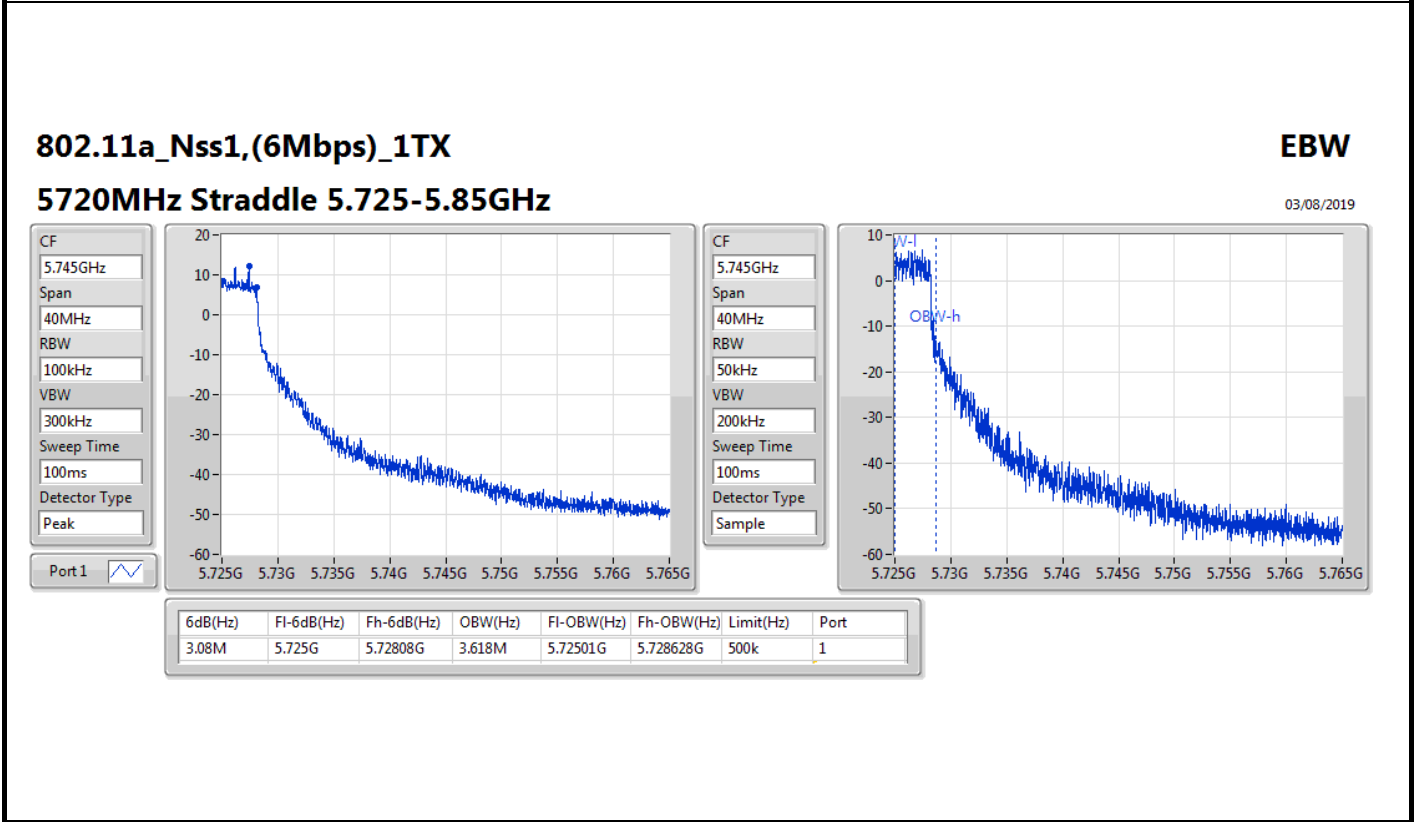 802.11a_Nss1,(6Mbps)_1TX
EBW
5720MHz Straddle 5.725-5.85GHz
03/08/2019
CF
5.745GHz
Span
40MHz
RBW
100kHz
VBW
300kHz
Sweep Time
100ms
Detector Type
Peak
Port 1
20
10
0
-10
-20
-30
-40
-50
-60
5.725G 5.73G 5.735G 5.74G 5.745G 5.75G 5.755G 5.76G 5.765G
CF
5.745GHz
Span
40MHz
RBW
50kHz
VBW
200kHz
Sweep Time
100ms
Detector Type
Sample
10
0
-10
-20
-30
-40
-50
-60
W-l
OBW-h
5.725G 5.73G 5.735G 5.74G 5.745G 5.75G 5.755G 5.76G 5.765G
6dB(Hz) Fl-6dB(Hz) Fh-6dB(Hz) OBW(Hz) Fl-OBW(Hz) Fh-OBW(Hz) Limit(Hz) Port
3.08M 5.725G 5.72808G 3.618M 5.72501G 5.728628G 500k 1